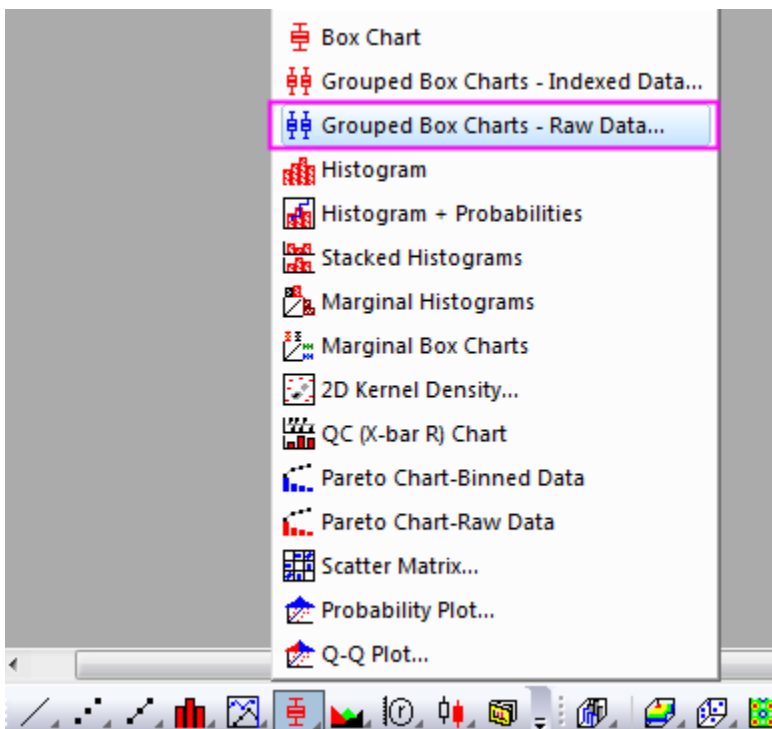 Box Chart
Grouped Box Charts - Indexed Data...
Grouped Box Charts - Raw Data...
Histogram
Histogram + Probabilities
Stacked Histograms
Marginal Histograms
Marginal Box Charts
2D Kernel Density...
QC (X-bar R) Chart
Pareto Chart-Binned Data
Pareto Chart-Raw Data
Scatter Matrix...
Probability Plot...
Q-Q Plot...